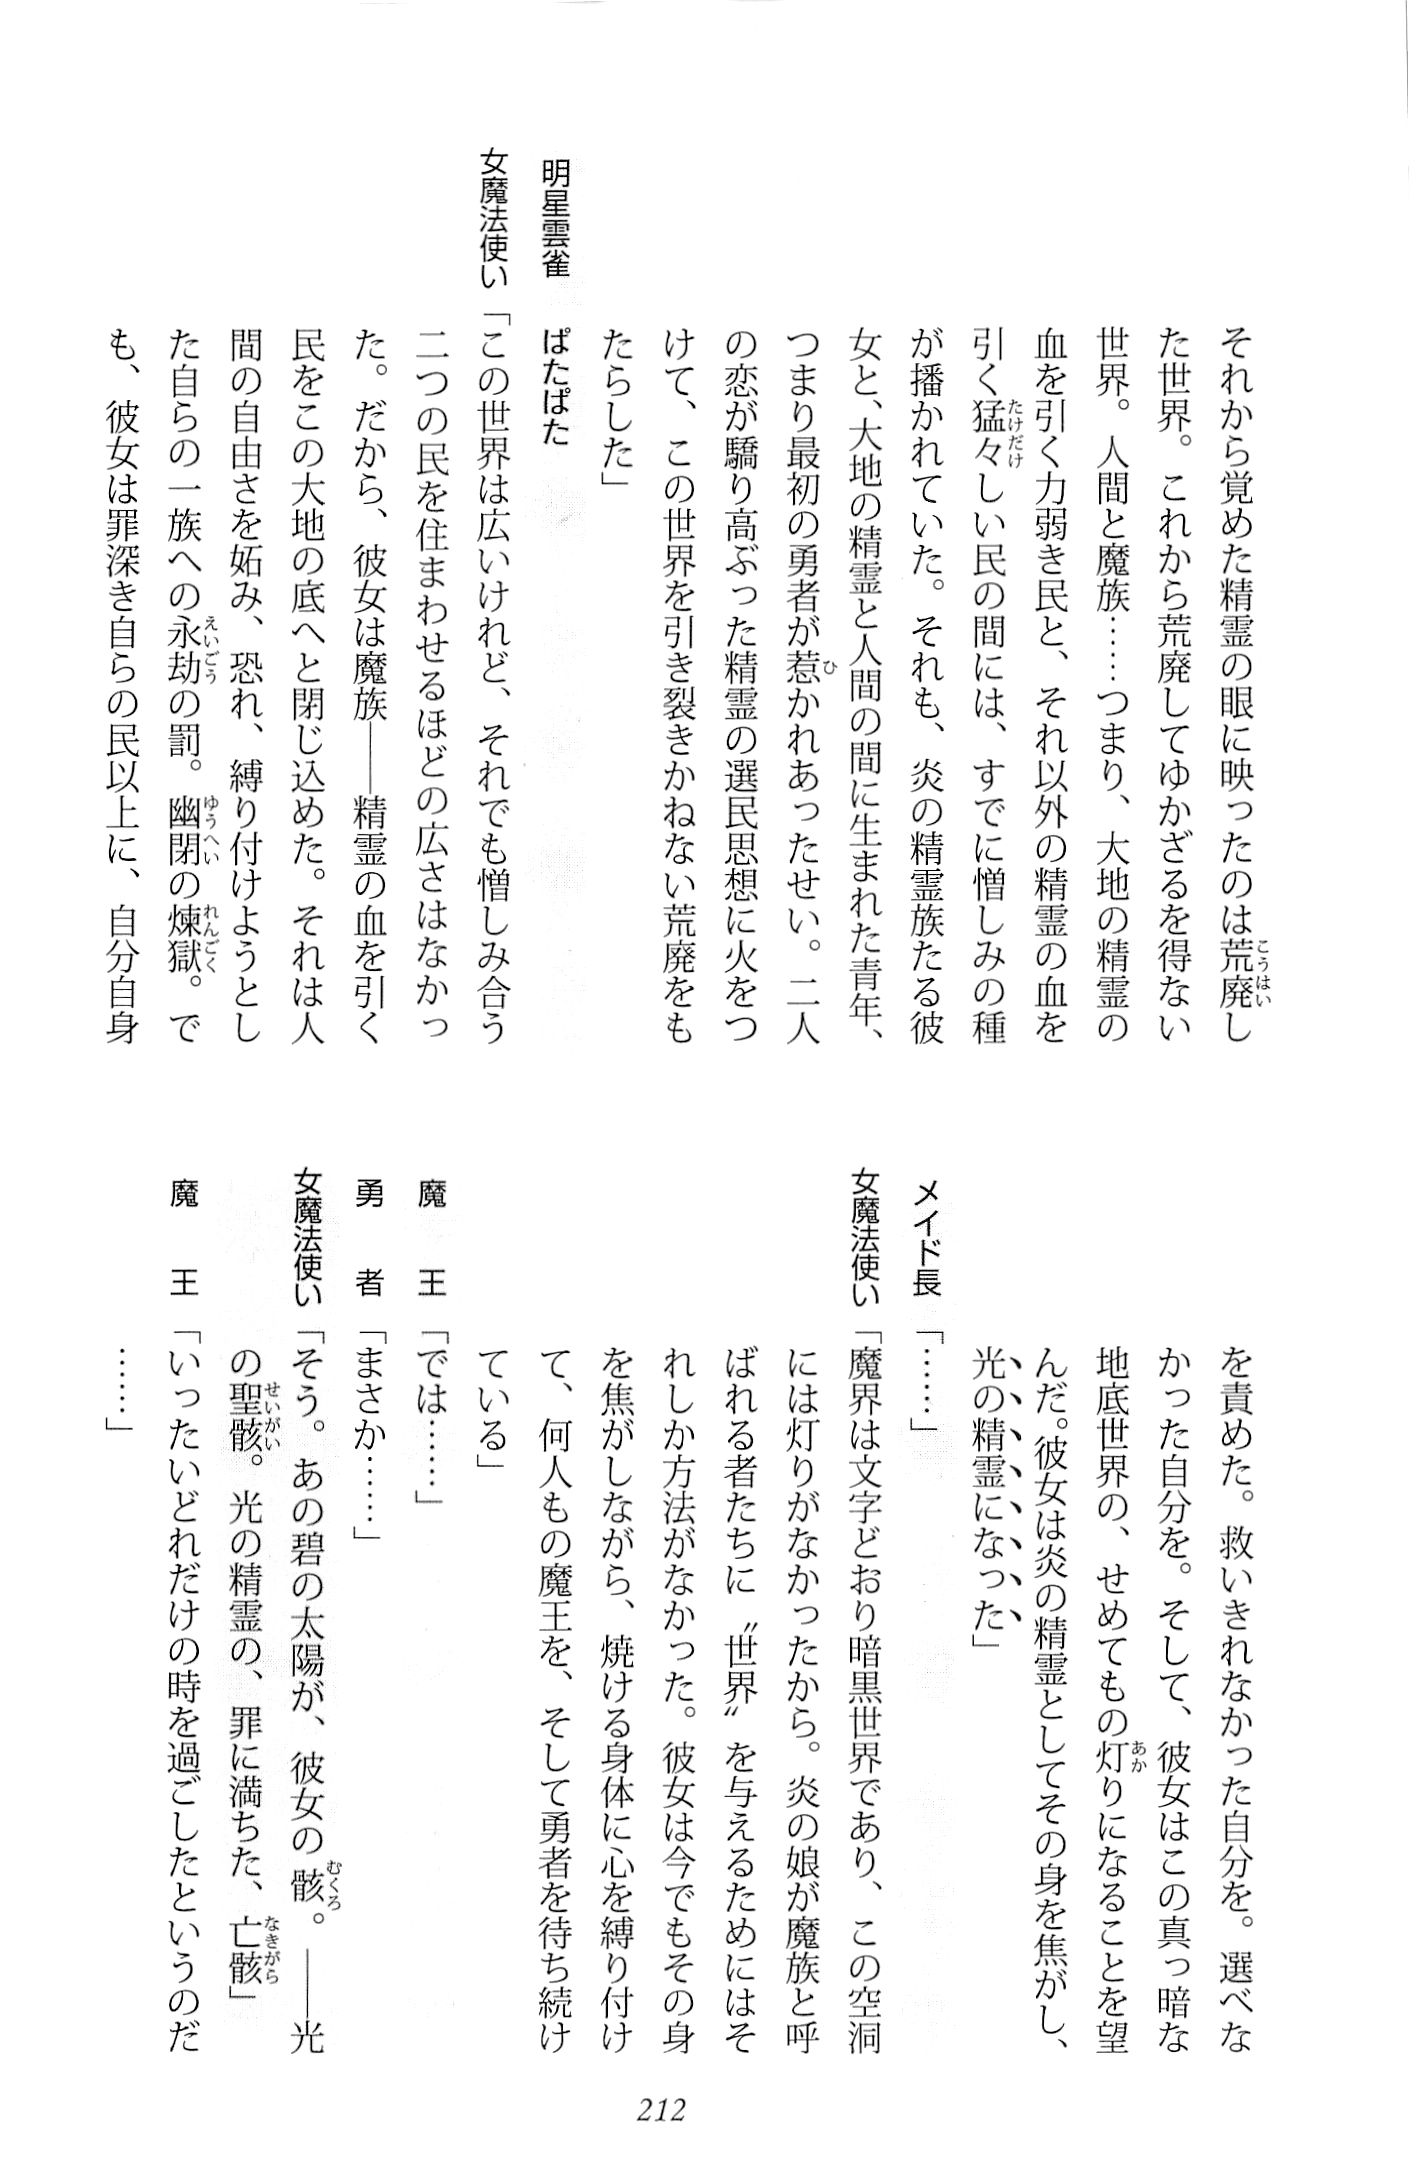 それから覚めた精霊の眼に映ったのは荒廃し
た世界。これから荒廃してゆかざるを得ない
世界。人間と魔族……つまり、大地の精霊の
血を引く力弱き民と、それ以外の精霊の血を
引く猛々しい民の間には、すでに憎しみの種
が播かれていた。それも、炎の精霊族たる彼
女と、大地の精霊と人間の間に生まれた青年、
つまり最初の勇者が惹かれあったせい。二人
の恋が驕り高ぶった精霊の選民思想に火をつ
けて、この世界を引き裂きかねない荒廃をも
たらした」
明星雲雀　ぱたぱた
女魔法使い「この世界は広いけれど、それでも憎しみ合う
二つの民を住まわせるほどの広さはなかっ
た。だから、彼女は魔族――精霊の血を引く
民をこの大地の底へと閉じ込めた。それは人
間の自由さを妬み、恐れ、縛り付けようとし
た自らの一族への永劫の罰。幽閉の煉獄。で
も、彼女は罪深き自らの民以上に、自分自身
を責めた。救いきれなかった自分を。選べな
かった自分を。そして、彼女はこの真っ暗な
地底世界の、せめてもの灯りになることを望
んだ。彼女は炎の精霊としてその身を焦がし、
光の精霊になった」
メイド長「……」
女魔法使い「魔界は文字どおり暗黒世界であり、この空洞
には灯りがなかったから。炎の娘が魔族と呼
ばれる者たちに〝世界〟を与えるためにはそ
れしか方法がなかった。彼女は今でもその身
を焦がしながら、焼ける身体に心を縛り付け
て、何人もの魔王を、そして勇者を待ち続け
ている」
魔　王「では……」
勇　者「まさか……」
女魔法使い「そう。あの碧の太陽が、彼女の骸。――光
の聖骸。光の精霊の、罪に満ちた、亡骸」
魔　王「いったいどれだけの時を過ごしたというのだ
……」
212